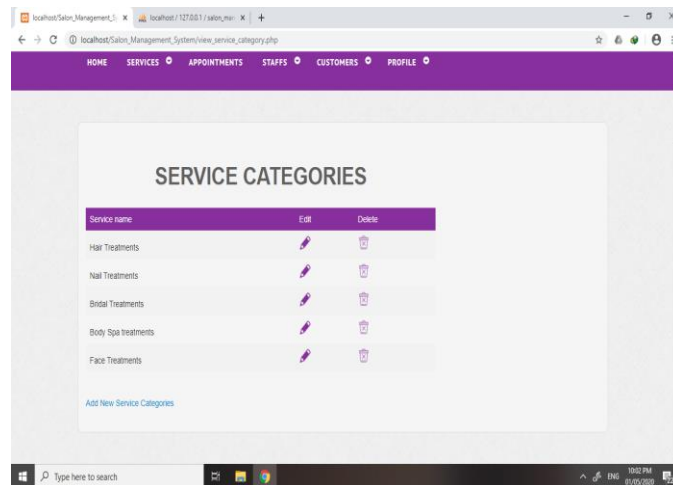 localhost/Salon_Management_S x localhost / 127.0.0.1 / salon_man x +
localhost/Salon_Management_System/view_service_category.php
HOME SERVICES APPOINTMENTS STAFFS CUSTOMERS PROFILE
SERVICE CATEGORIES
Service name Edit Delete
Hair Treatments
Nail Treatments
Bridal Treatments
Body Spa treatments
Face Treatments
Add New Service Categories
Type here to search
ENG 10:02 PM
01/05/2020